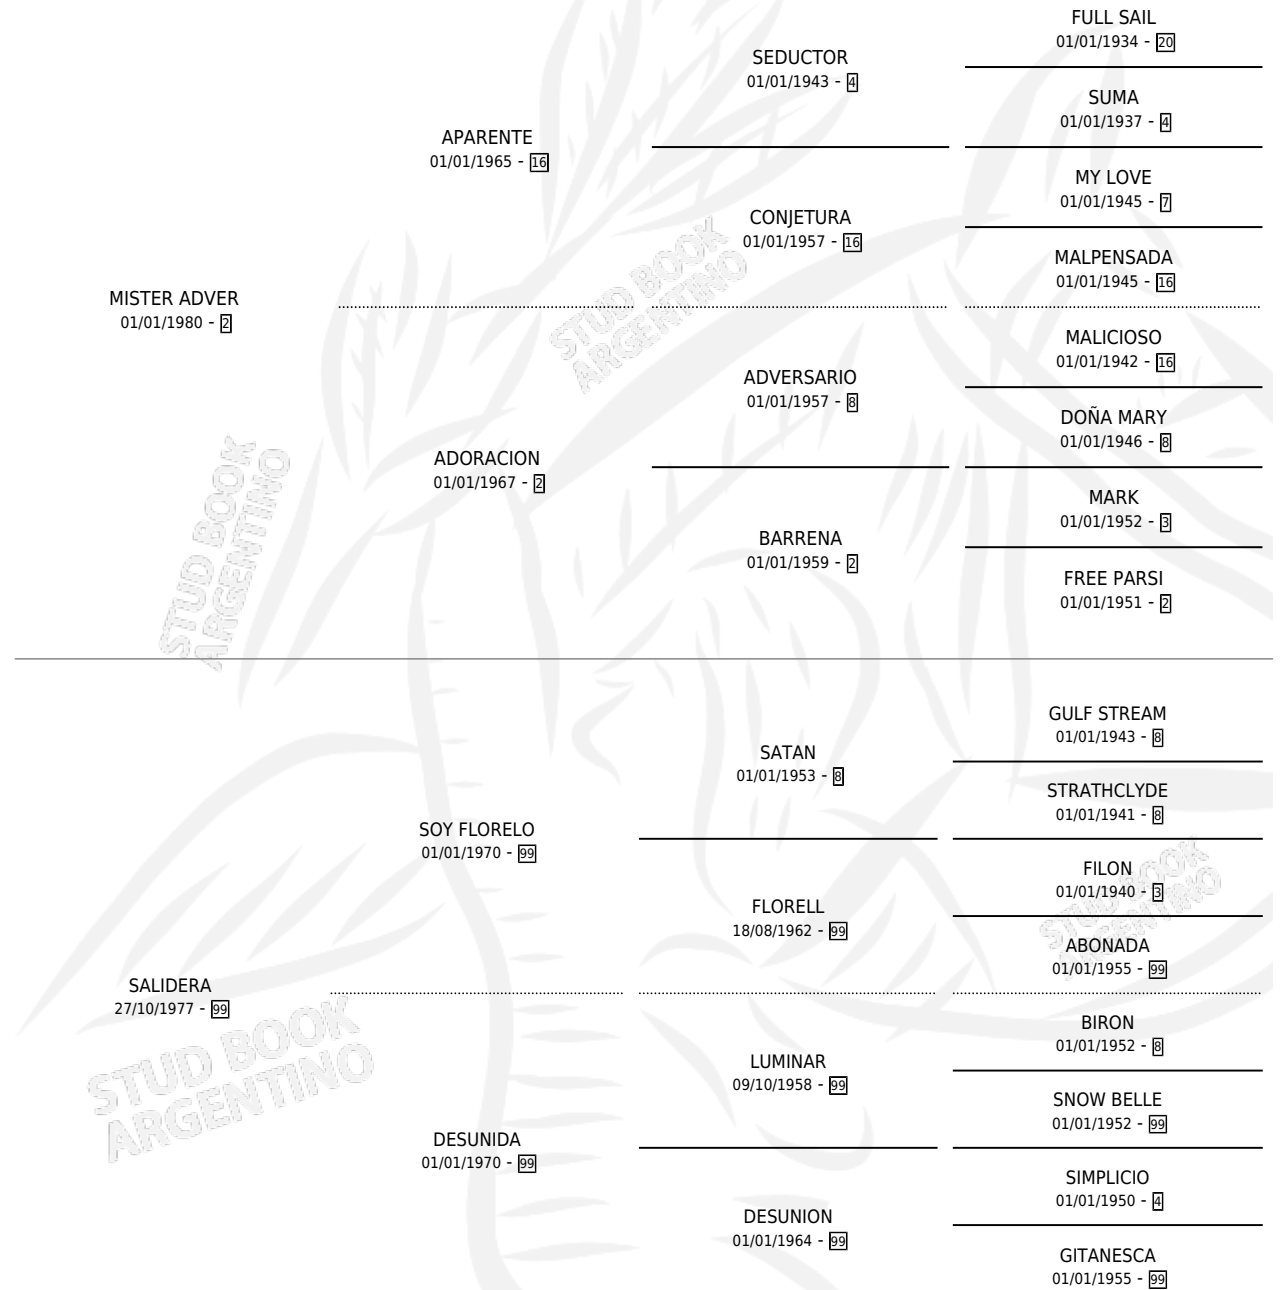 FULL SAIL
01/01/1934 - 20
SEDUCTOR
01/01/1943 - 4
SUMA
01/01/1937 - 4
APARENTE
01/01/1965 - 16
MY LOVE
01/01/1945 - 7
CONJETURA
01/01/1957 - 16
MALPENSADA
01/01/1945 - 16
MISTER ADVER
01/01/1980 - 2
MALICIOSO
01/01/1942 - 16
ADVERSARIO
01/01/1957 - 8
DOÑA MARY
01/01/1946 - 8
ADORACION
01/01/1967 - 2
MARK
01/01/1952 - 3
BARRENA
01/01/1959 - 2
FREE PARSI
01/01/1951 - 2
GULF STREAM
01/01/1943 - 8
SATAN
01/01/1953 - 8
STRATHCLYDE
01/01/1941 - 8
SOY FLORELO
01/01/1970 - 99
FILON
01/01/1940 - 3
FLORELL
18/08/1962 - 99
ABONADA
01/01/1955 - 99
SALIDERA
27/10/1977 - 99
BIRON
01/01/1952 - 8
LUMINAR
09/10/1958 - 99
SNOW BELLE
01/01/1952 - 99
DESUNIDA
01/01/1970 - 99
SIMPLICIO
01/01/1950 - 4
DESUNION
01/01/1964 - 99
GITANESCA
01/01/1955 - 99
STUD BOOK
ARGENTINO
STUD BOOK
ARGENTINO
STUD BOOK
ARGENTINO
STUD BOOK
ARGENTINO